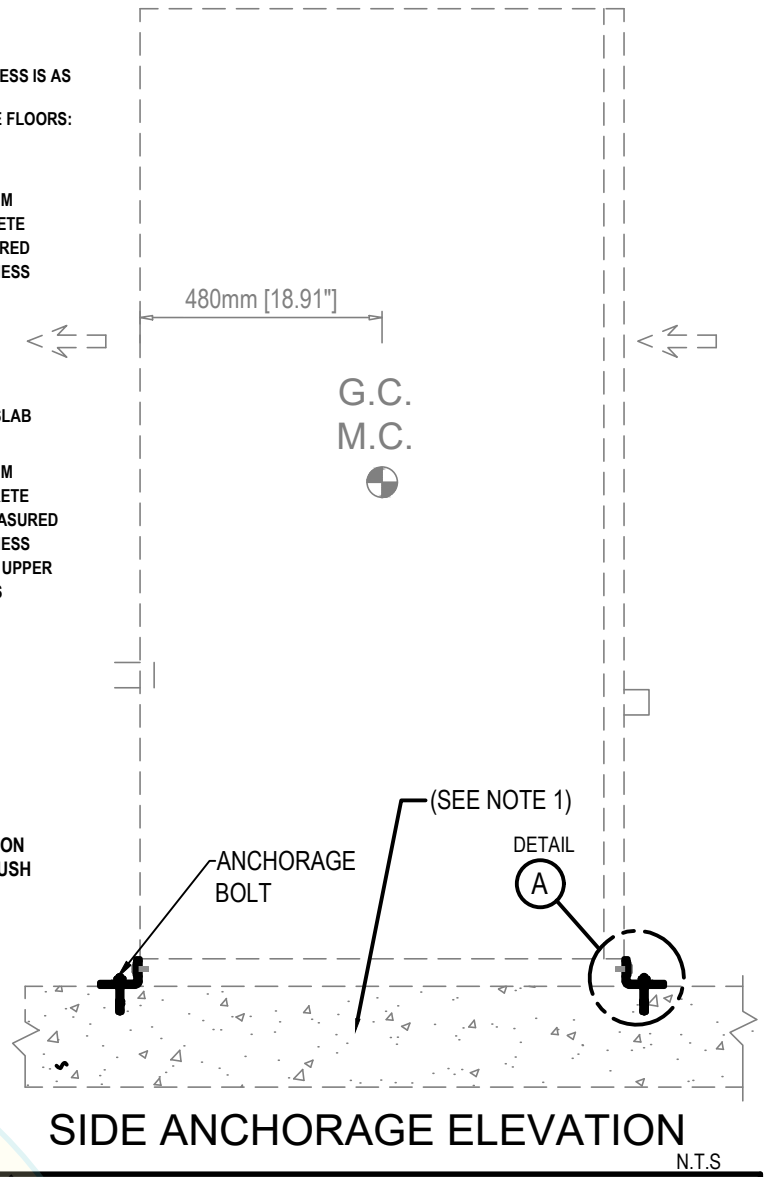 ESS IS AS
E FLOORS:
M
ETE
RED
ESS
480mm [18.91"]
G.C.
M.C.
SLAB
M
ETE
ASURED
ESS
UPPER
S
(SEE NOTE 1)
ON
USH
ANCHORAGE
BOLT
DETAIL
A
SIDE ANCHORAGE ELEVATION
N.T.S